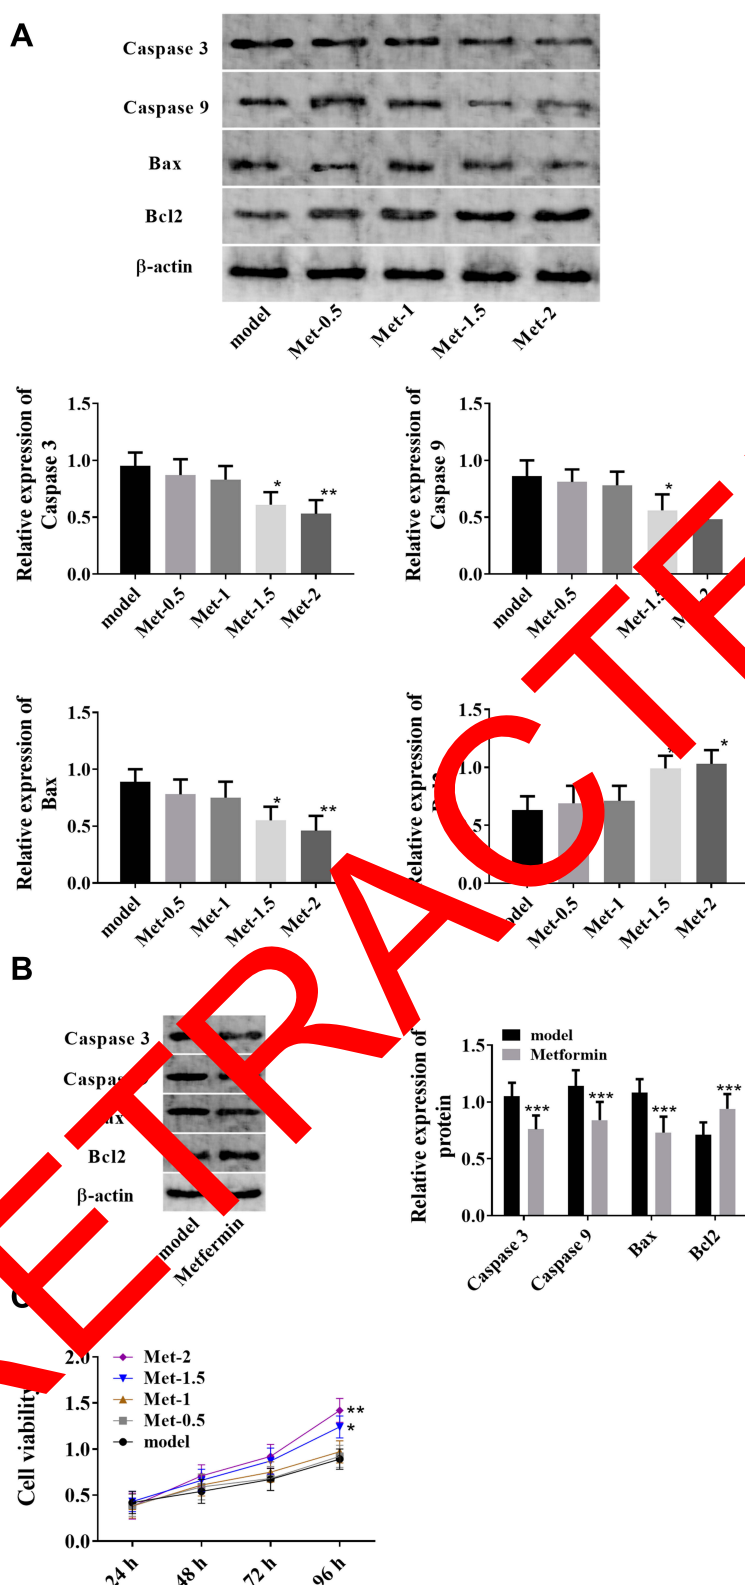 A
Caspase 3
Caspase 9
Bax
Bcl2
β-actin
model
Met-0.5
Met-1
Met-1.5
Met-2
Relative expression of
Caspase 3
1.5
1.0
0.5
0.0
*
**
model
Met-0.5
Met-1
Met-1.5
Met-2
Relative expression of
Caspase 9
1.5
1.0
0.5
0.0
*
model
Met-0.5
Met-1.5
Relative expression of
Bax
1.5
1.0
0.5
0.0
*
**
model
Met-0.5
Met-1
Met-1.5
Met-2
Relative expression of
1.5
*
Met-0.5
Met-1
Met-1.5
Met-2
RETRACTE
B
Caspase 3
Bcl2
β-actin
model
Metfermin
model
Metformin
Relative expression of
protein
1.5
1.0
0.5
0.0
***
***
***
***
Caspase 3
Caspase 9
Bax
Bcl2
C
Cell viability
2.0
1.5
1.0
0.5
0.0
Met-2
Met-1.5
Met-1
Met-0.5
model
**
*
24 h
48 h
72 h
96 h